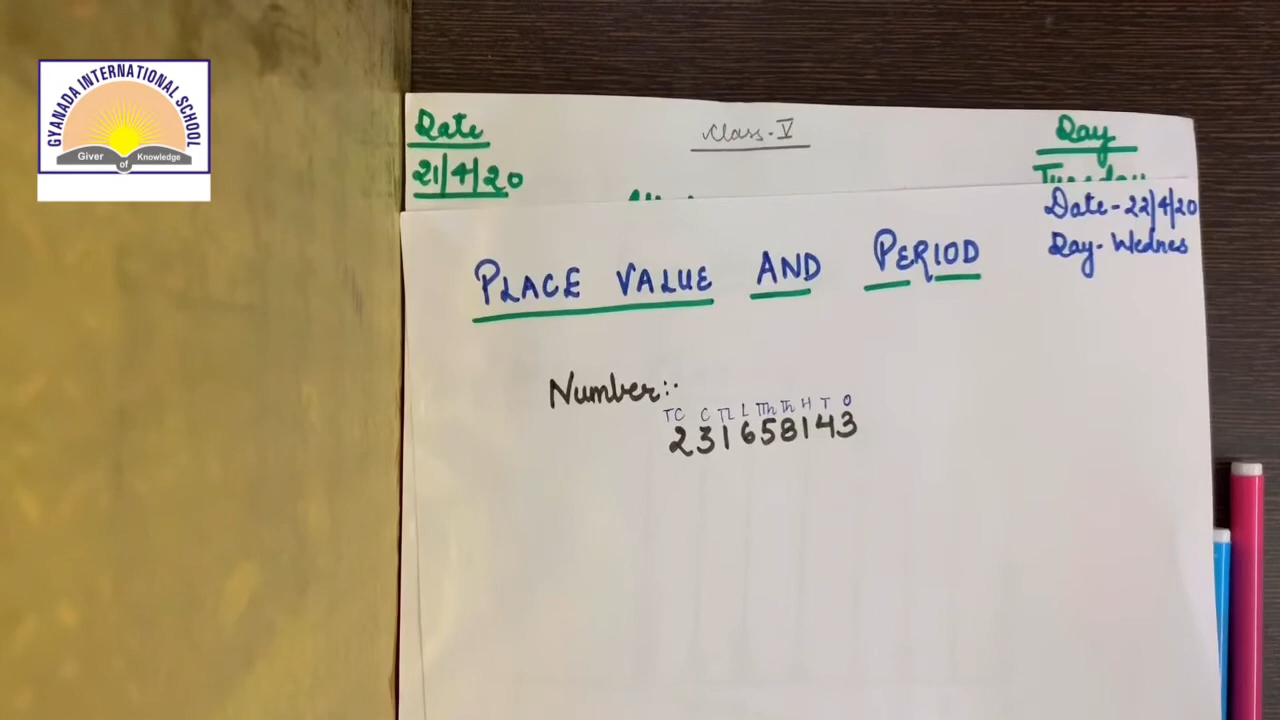 GYANADA INTERNATIONAL SCHOOL
Giver of Knowledge
Date
21/4/20
Class-V
Day
Tuesday
Date-22/4/20
Day-Wednes
PLACE VALUE AND PERIOD
Number:-
TC C TL L TTh Th H T O
231658143